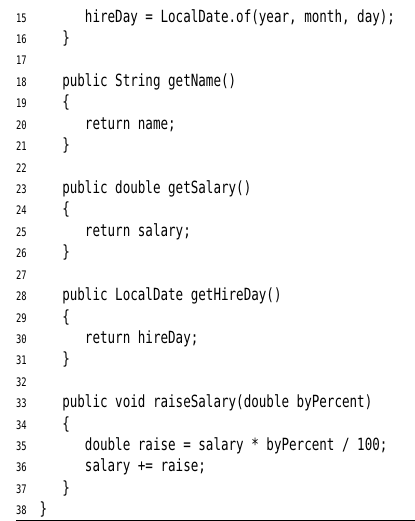 15        hireDay = LocalDate.of(year, month, day);
16     }
17
18     public String getName()
19     {
20        return name;
21     }
22
23     public double getSalary()
24     {
25        return salary;
26     }
27
28     public LocalDate getHireDay()
29     {
30        return hireDay;
31     }
32
33     public void raiseSalary(double byPercent)
34     {
35        double raise = salary * byPercent / 100;
36        salary += raise;
37     }
38  }